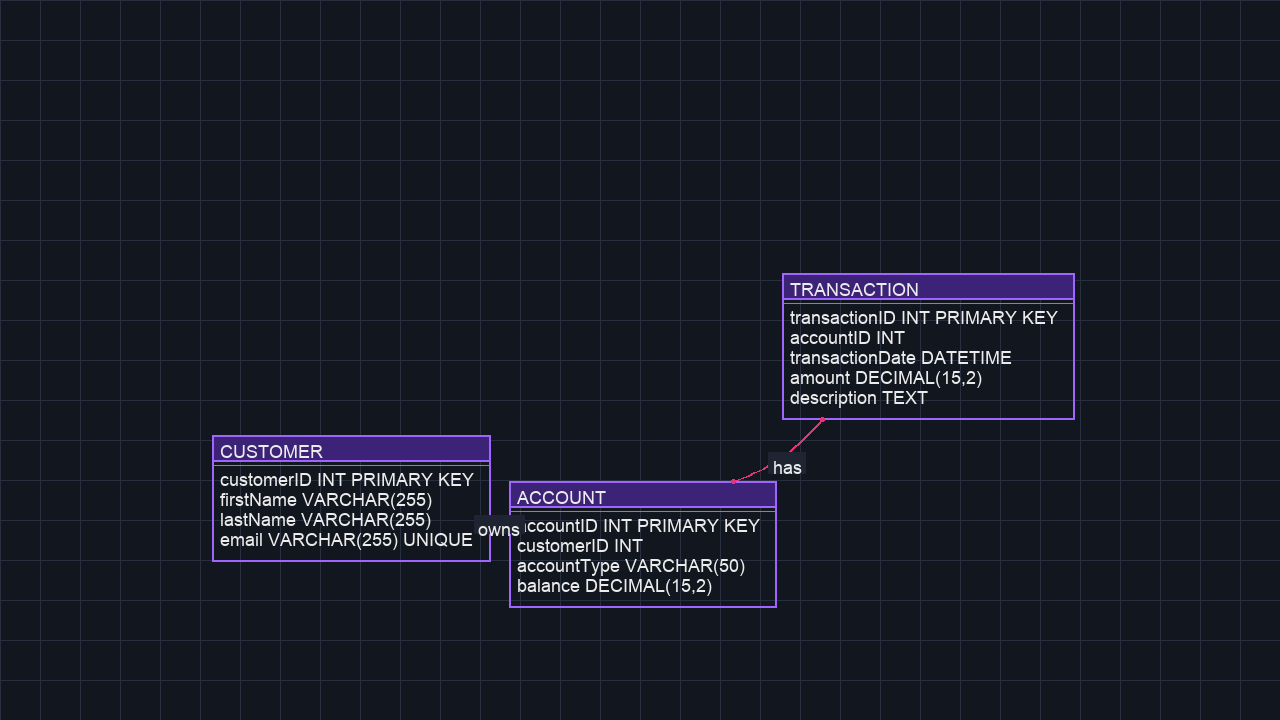 TRANSACTION
transactionID INT PRIMARY KEY
accountID INT
transactionDate DATETIME
amount DECIMAL(15,2)
description TEXT
CUSTOMER
customerID INT PRIMARY KEY
firstName VARCHAR(255)
lastName VARCHAR(255)
email VARCHAR(255) UNIQUE
has
owns
ACCOUNT
accountID INT PRIMARY KEY
customerID INT
accountType VARCHAR(50)
balance DECIMAL(15,2)